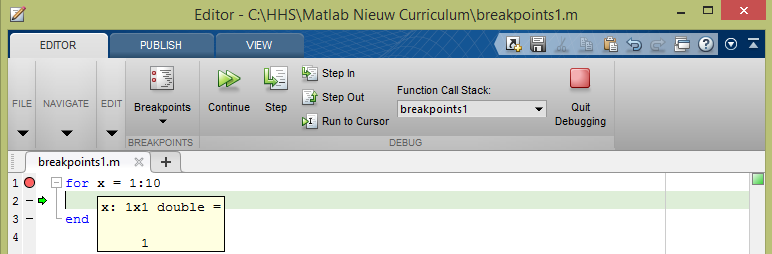 Editor - C:\HHS\Matlab Nieuw Curriculum\breakpoints1.m
EDITOR PUBLISH VIEW
FILE NAVIGATE EDIT Breakpoints Continue Step Step In
Step Out
Run to Cursor
Function Call Stack:
breakpoints1
Quit
Debugging
BREAKPOINTS DEBUG
breakpoints1.m
1 for x = 1:10
2
x: 1x1 double =
3 end
1
4